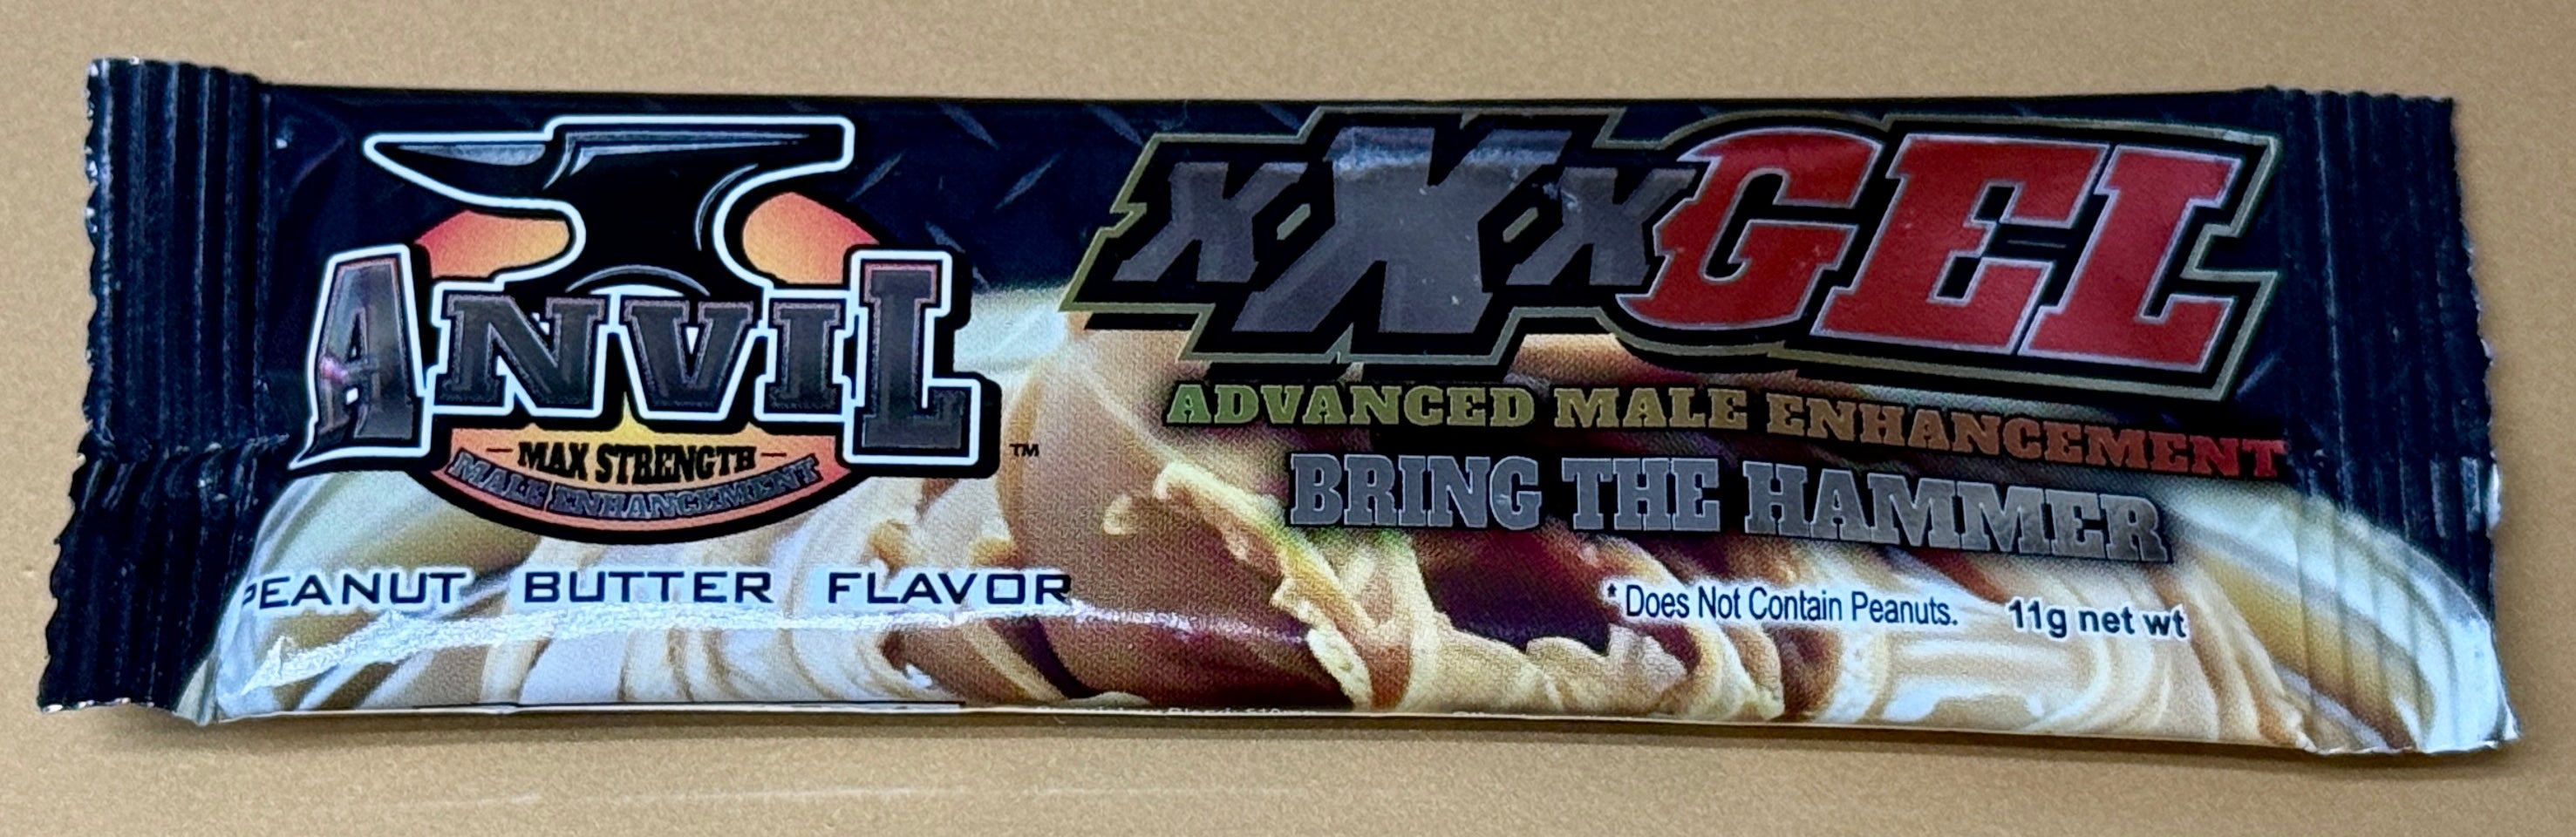 ANVIL
TM
MAX STRENGTH
MALE ENHANCEMENT
PEANUT BUTTER FLAVOR
xXxGEL
ADVANCED MALE ENHANCEMENT
BRING THE HAMMER
* Does Not Contain Peanuts. 11g net wt